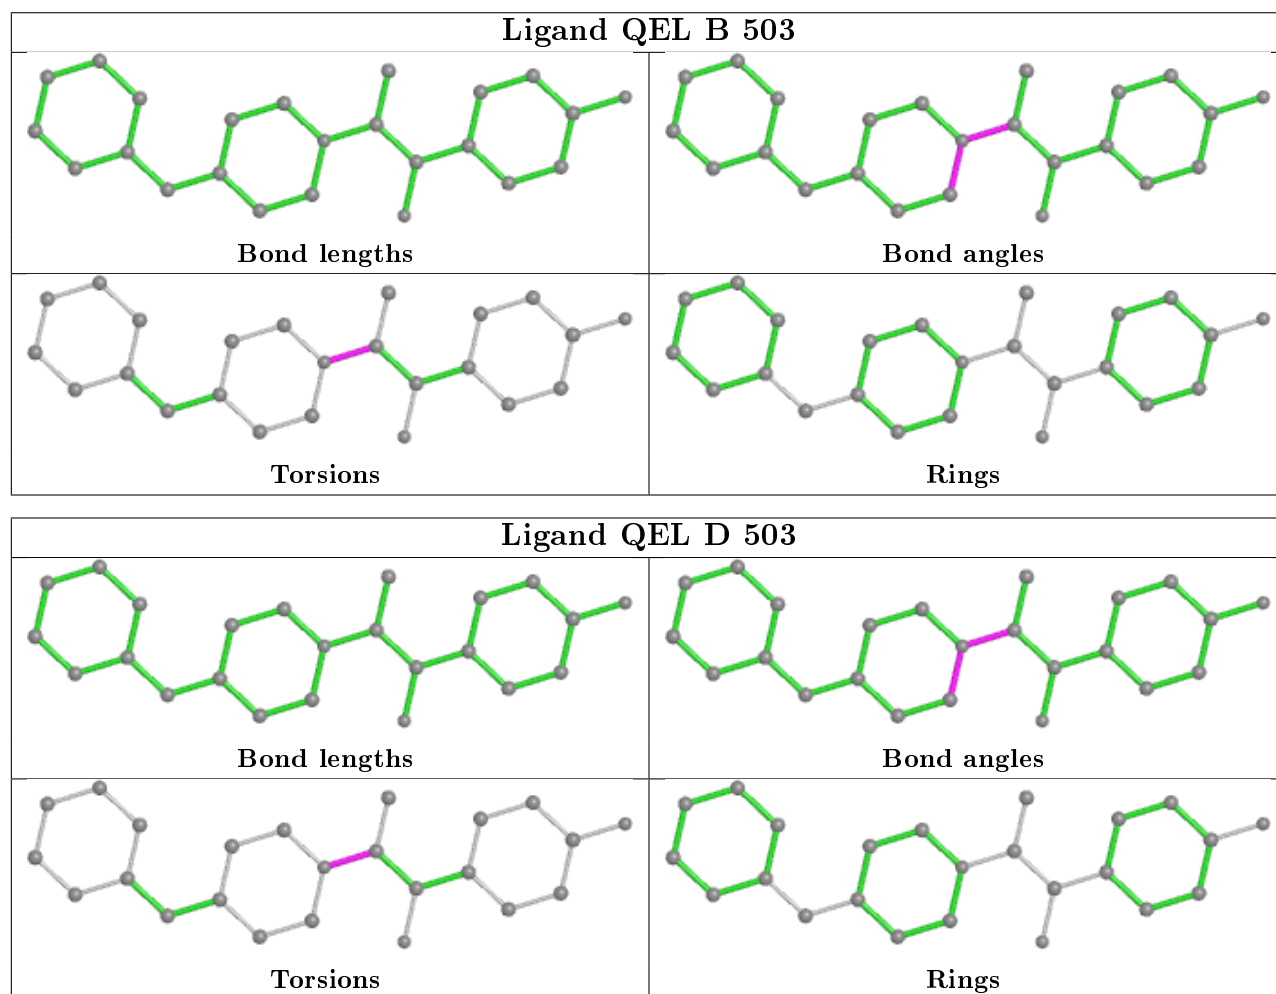 Ligand QEL B 503
Bond lengths
Bond angles
Torsions
Rings
Ligand QEL D 503
Bond lengths
Bond angles
Torsions
Rings